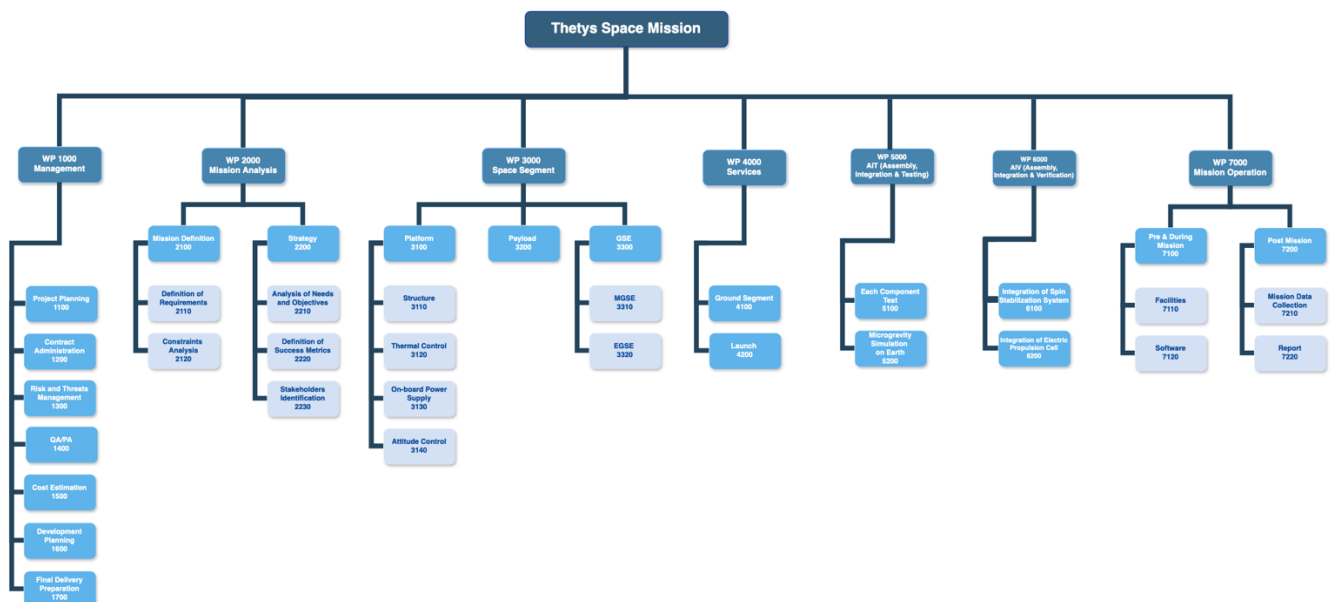 Thetys Space Mission
WP 1000
Management
WP 2000
Mission Analysis
WP 3000
Space Segment
WP 4000
Services
WP 5000
AIT (Assembly,
Integration & Testing)
WP 6000
AIV (Assembly,
Integration & Verification)
WP 7000
Mission Operation
Project Planning
1100
Contract
Administration
1200
Risk and Threats
Management
1300
QA/PA
1400
Cost Estimation
1500
Development
Planning
1600
Final Delivery
Preparation
1700
Mission Definition
2100
Definition of
Requirements
2110
Constraints
Analysis
2120
Strategy
2200
Analysis of Needs
and Objectives
2210
Definition of
Success Metrics
2220
Stakeholders
Identification
2230
Platform
3100
Structure
3110
Thermal Control
3120
On-board Power
Supply
3130
Attitude Control
3140
Payload
3200
GSE
3300
MGSE
3310
EGSE
3320
Ground Segment
4100
Launch
4200
Each Component
Test
5100
Microgravity
Simulation
on Earth
5200
Integration of Spin
Stabilization System
6100
Integration of Electric
Propulsion Cell
6200
Pre & During
Mission
7100
Facilities
7110
Software
7120
Post Mission
7200
Mission Data
Collection
7210
Report
7220